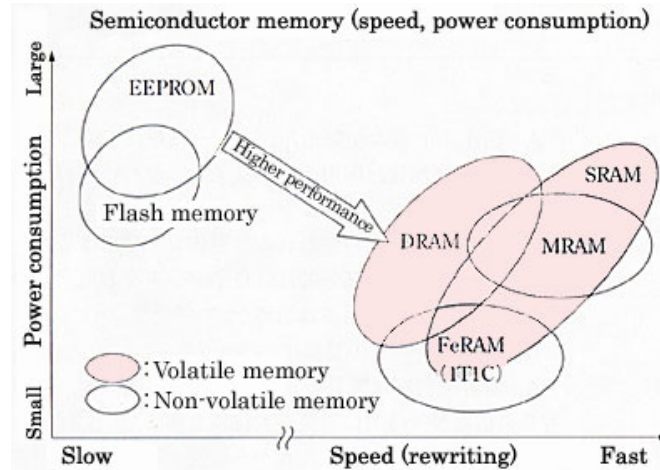 Semiconductor memory (speed, power consumption)
Large
Power consumption
Small
EEPROM
Flash memory
Higher performance
DRAM
SRAM
MRAM
FeRAM
(1T1C)
: Volatile memory
: Non-volatile memory
Slow
Speed (rewriting)
Fast